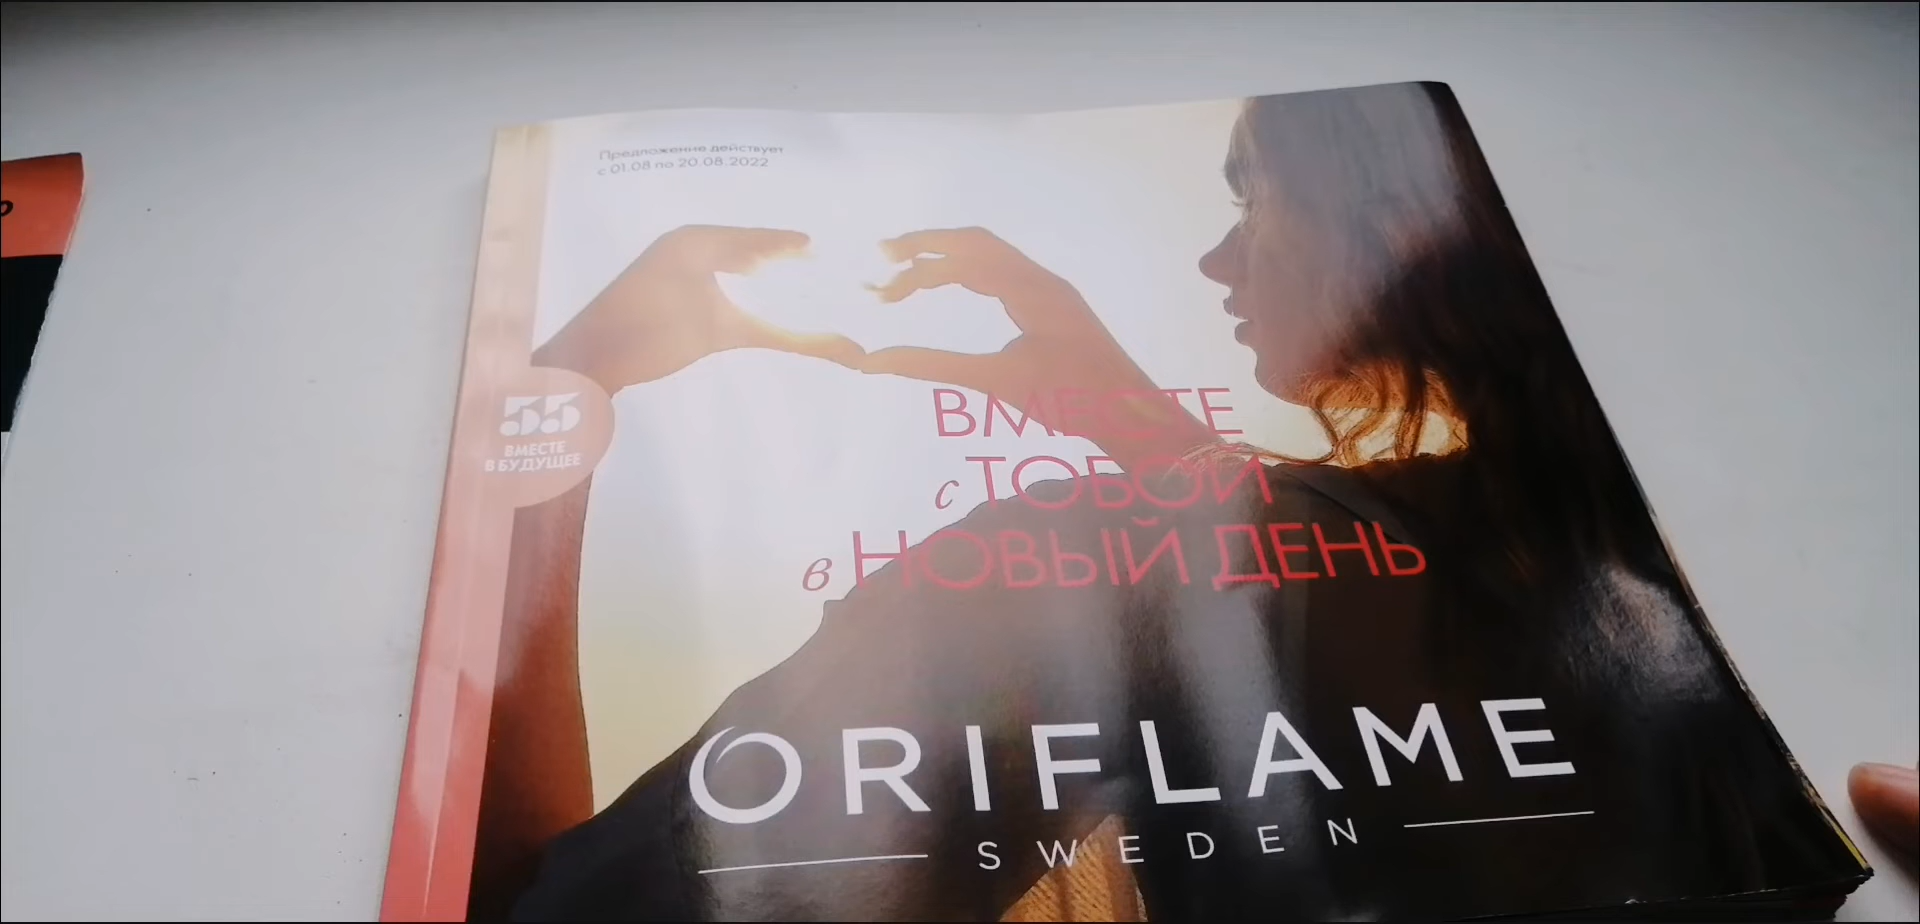 Предложение действует
с 01.08 по 20.08.2022
55
ВМЕСТЕ
В БУДУЩЕЕ
ВМЕСТЕ
с ТОБОЙ
в НОВЫЙ ДЕНЬ
ORIFLAME
SWEDEN